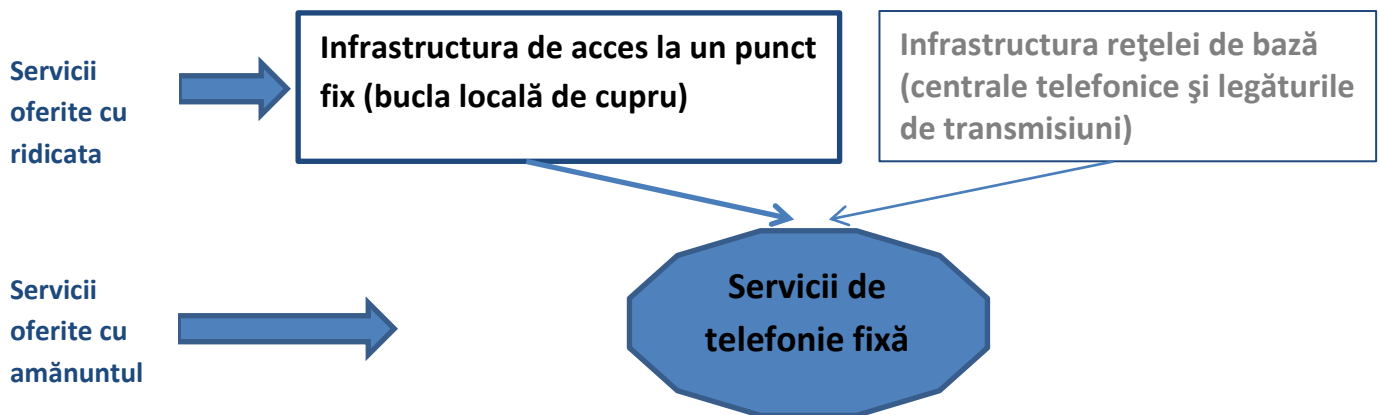 Servicii
oferite cu
ridicata
Infrastructura de acces la un punct
fix (bucla locală de cupru)
Infrastructura reţelei de bază
(centrale telefonice şi legăturile
de transmisiuni)
Servicii
oferite cu
amănuntul
Servicii de
telefonie fixă